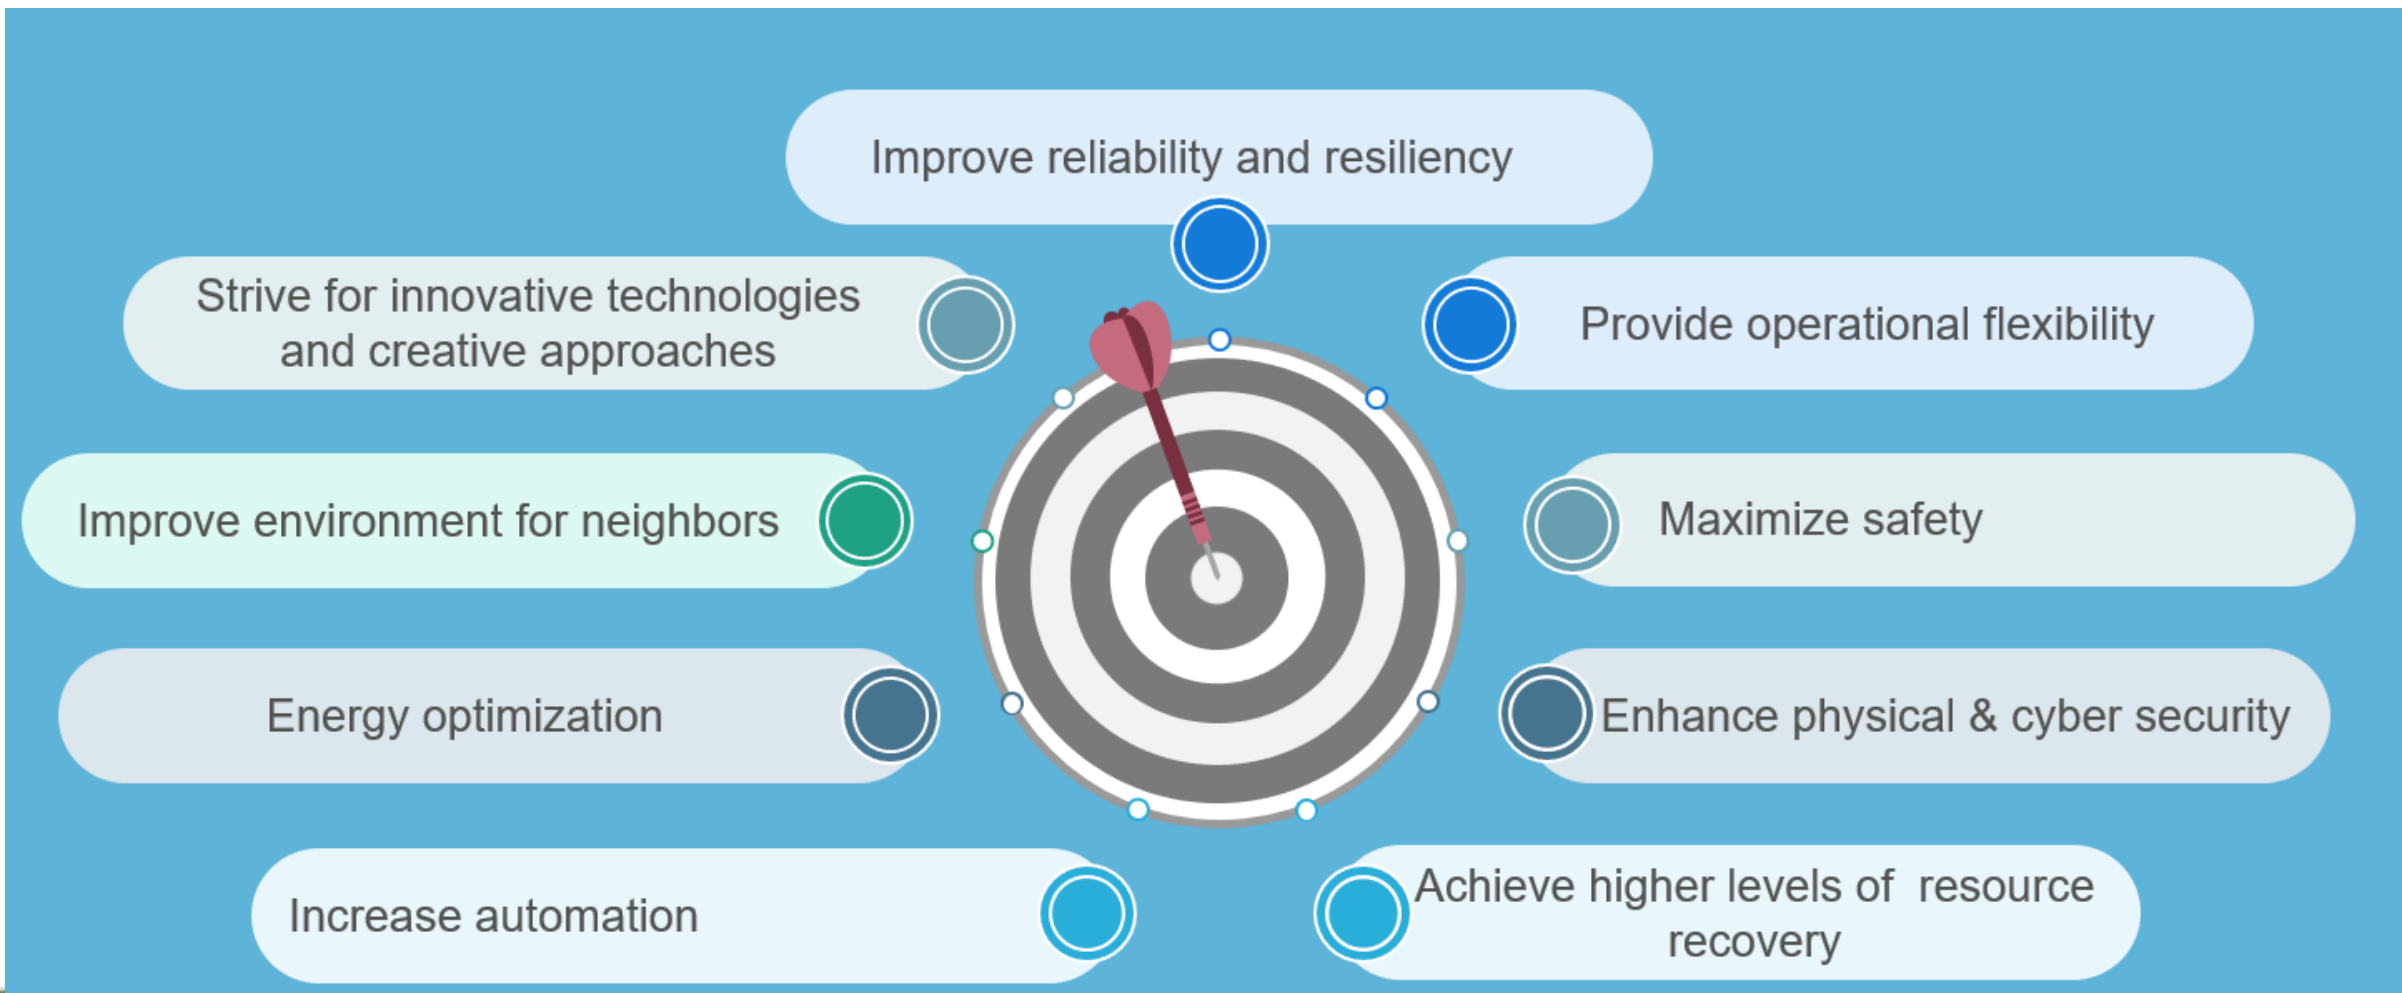 Improve reliability and resiliency
Strive for innovative technologies
and creative approaches
Provide operational flexibility
Improve environment for neighbors
Maximize safety
Energy optimization
Enhance physical & cyber security
Increase automation
Achieve higher levels of  resource
recovery